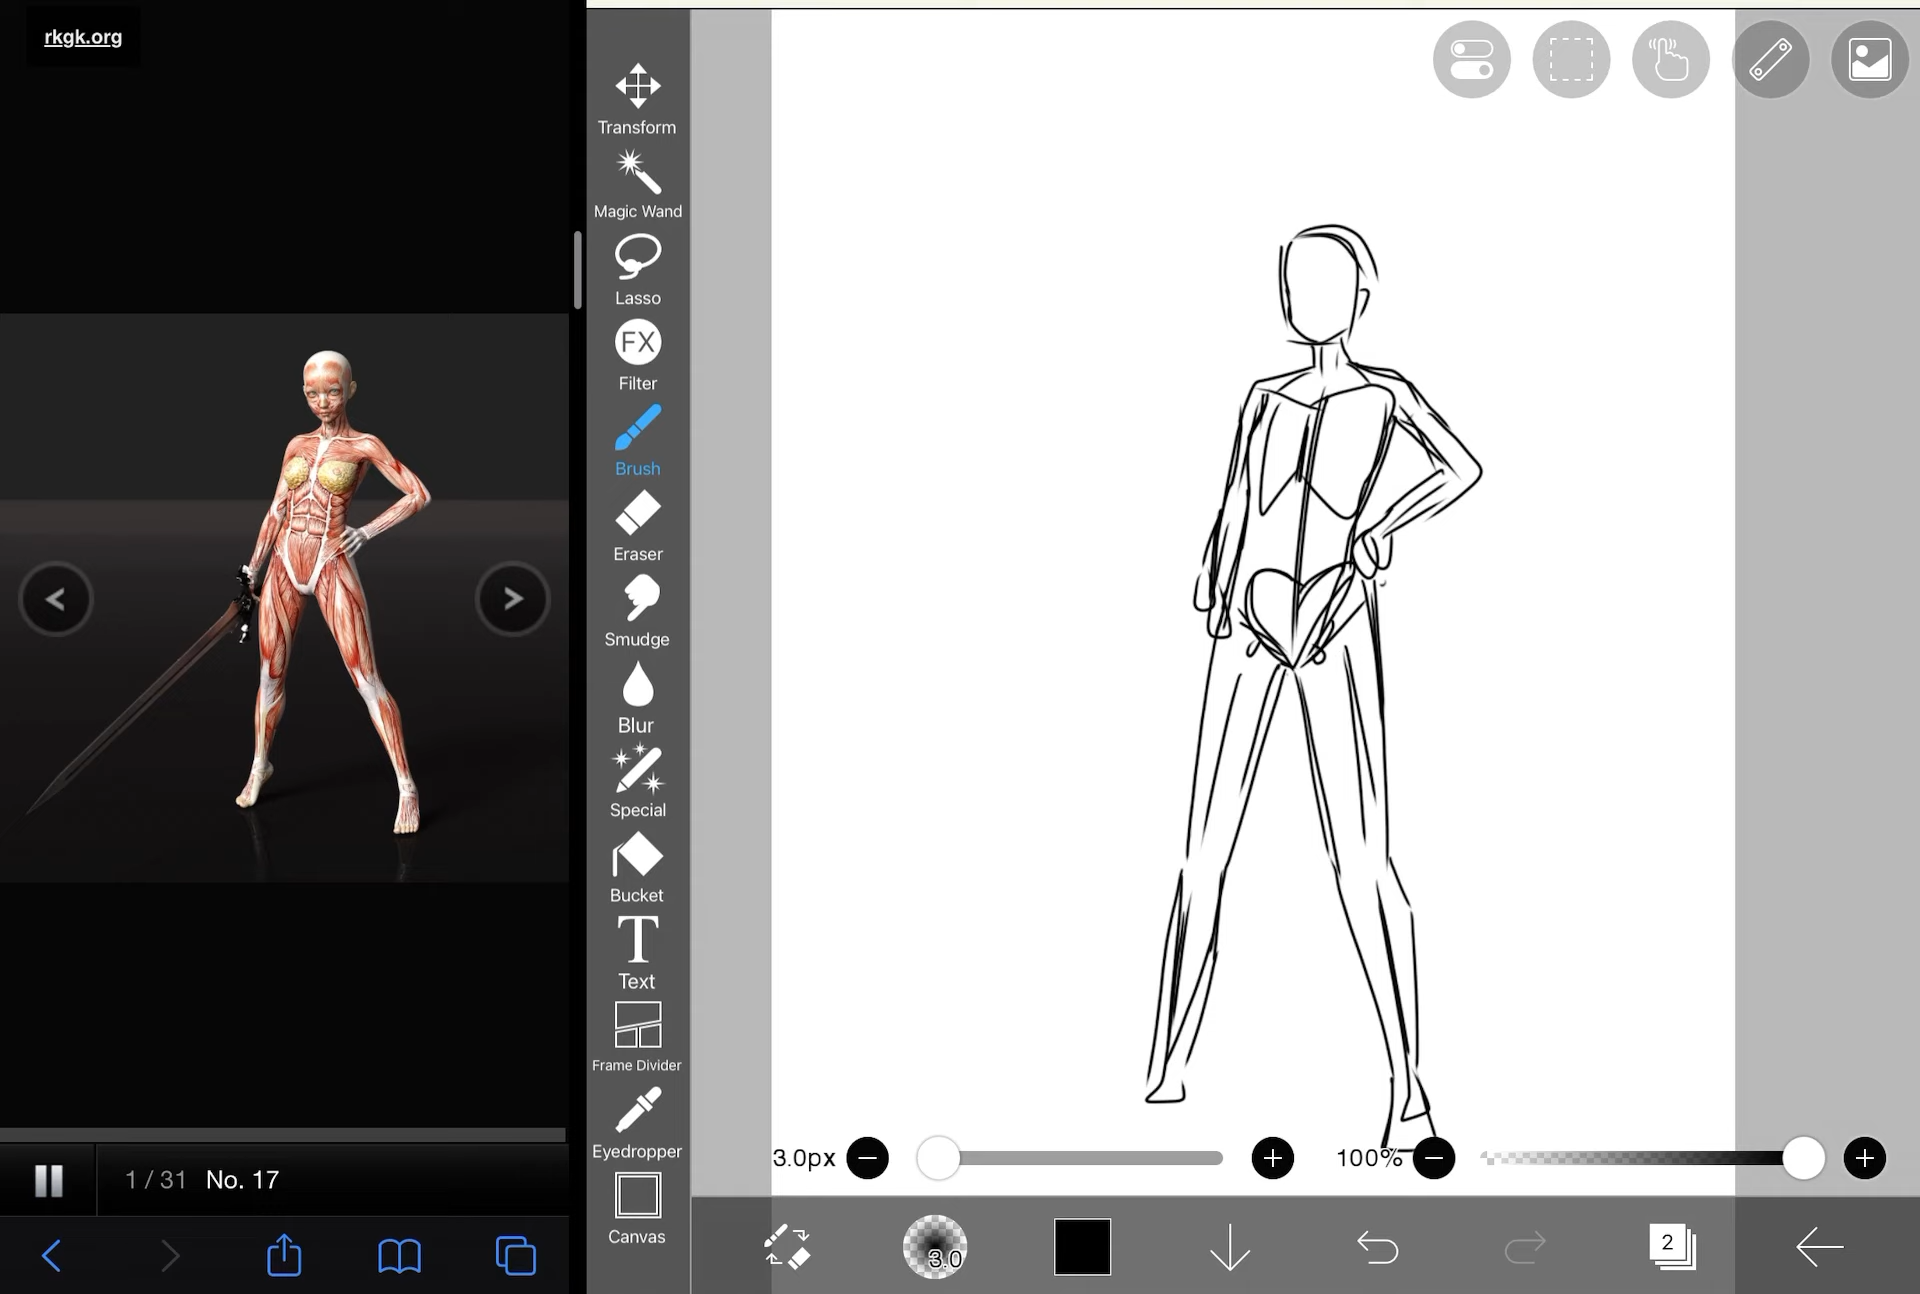 rkgk.org
Transform
Magic Wand
Lasso
FX
Filter
Brush
Eraser
Smudge
Blur
Special
Bucket
T
Text
Frame Divider
Eyedropper
Canvas
<
>
1 / 31 No. 17
3.0px
100%
3.0
2